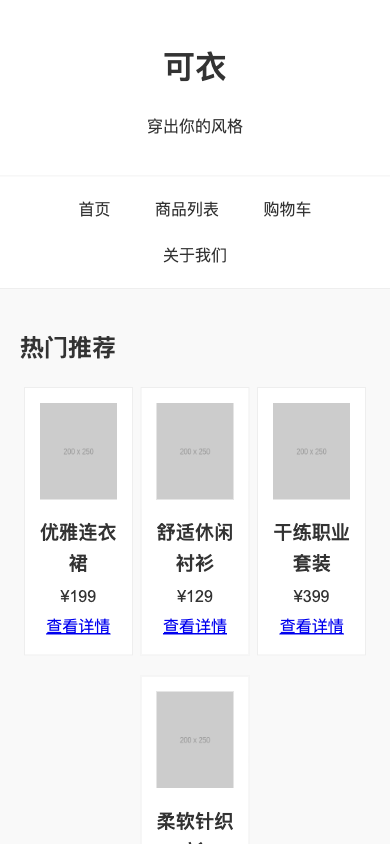 可衣
穿出你的风格
首页 商品列表 购物车
关于我们
热门推荐
200 x 250 200 x 250 200 x 250
优雅连衣 舒适休闲 干练职业
裙 衬衫 套装
¥199 ¥129 ¥399
查看详情 查看详情 查看详情
200 x 250
柔软针织